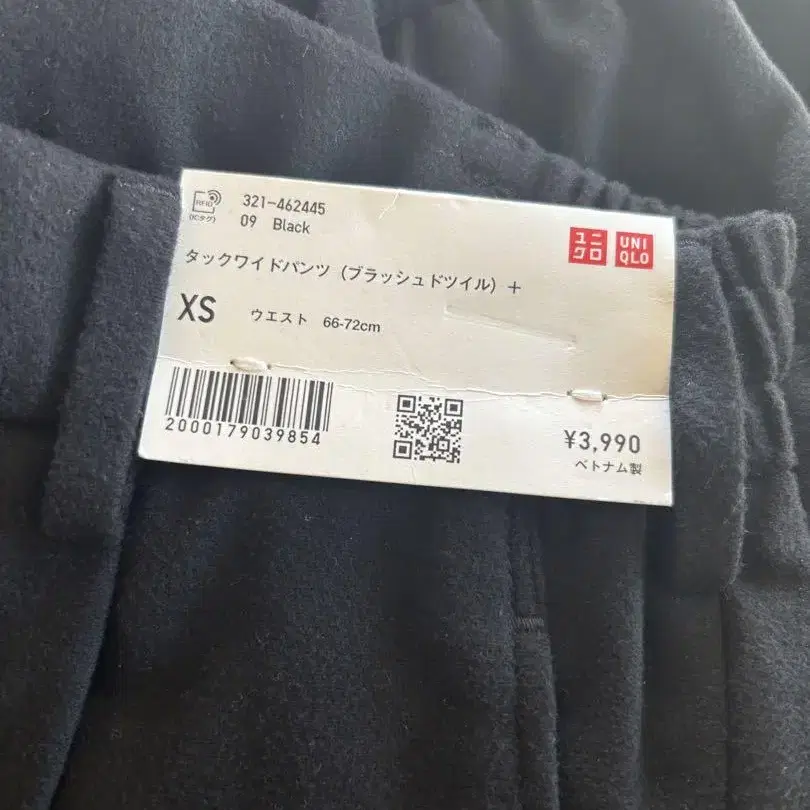 RFID
(ICタグ)
321-462445
09 Black
ユニ
クロ
UNI
QLO
タックワイドパンツ（ブラッシュドツイル）＋
XS ウエスト 66-72cm
2000179039854
¥3,990
ベトナム製